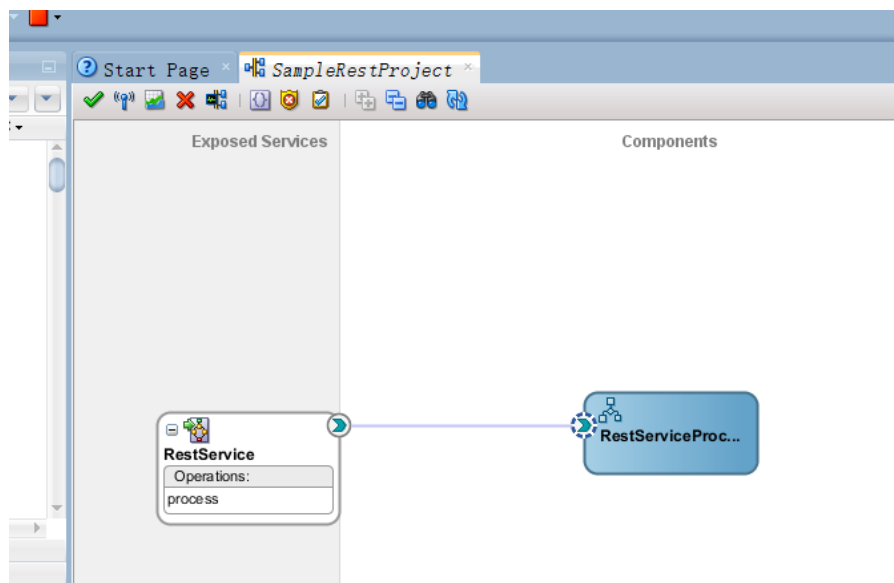 Start Page
SampleRestProject
Exposed Services
Components
RestService
Operations:
process
RestServiceProc...